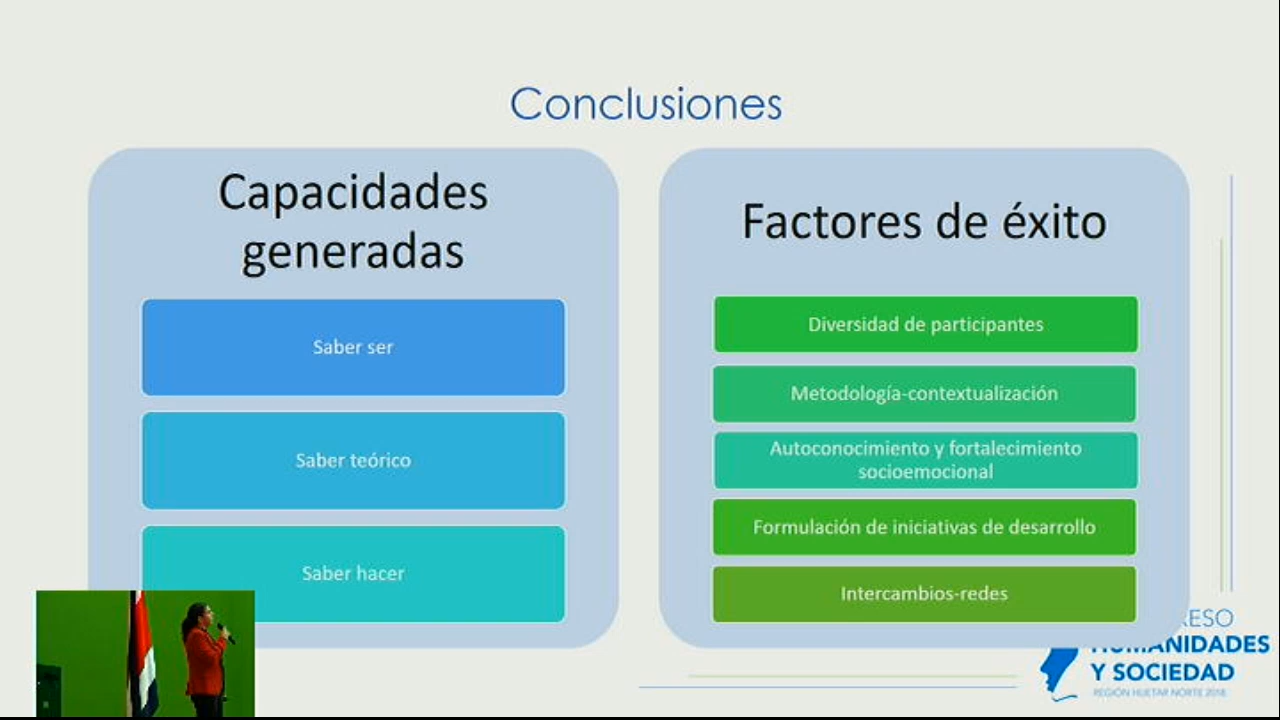 Conclusiones
Capacidades
generadas
Saber ser
Saber teórico
Saber hacer
Factores de éxito
Diversidad de participantes
Metodología-contextualización
Autoconocimiento y fortalecimiento
socioemocional
Formulación de iniciativas de desarrollo
Intercambios-redes
RESO
HUMANIDADES
Y SOCIEDAD
REGIÓN HUETAR NORTE 2018